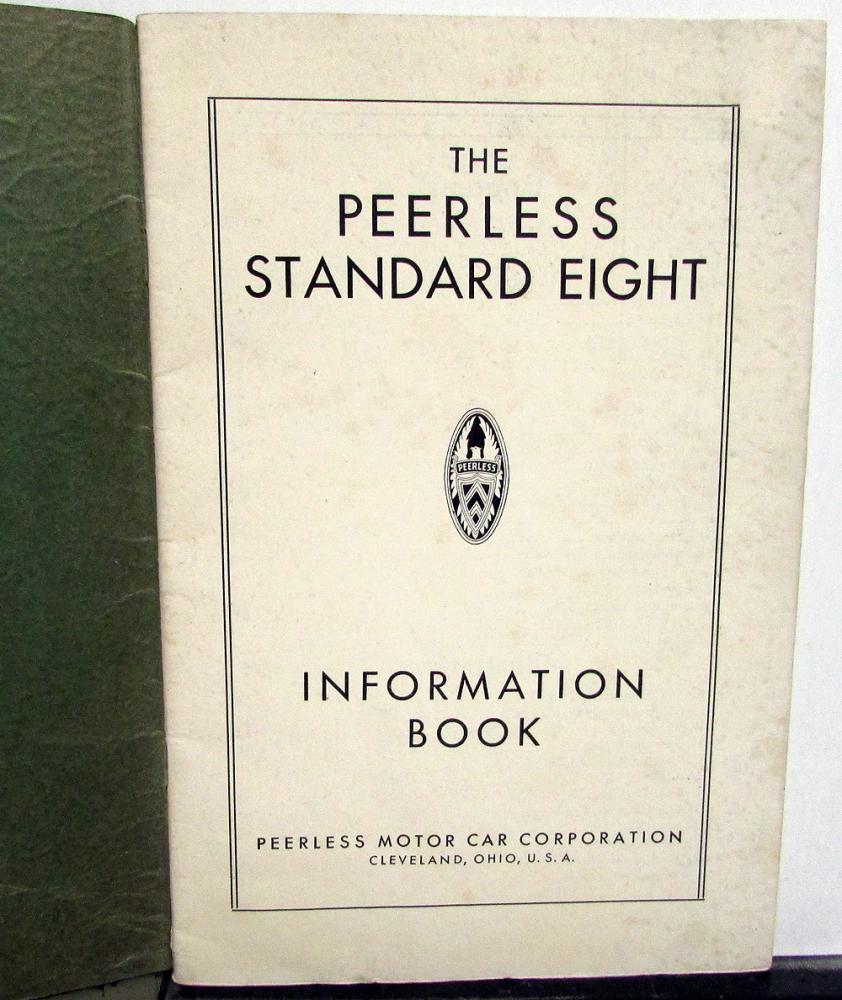 THE
PEERLESS
STANDARD EIGHT
PEERLESS
INFORMATION
BOOK
PEERLESS MOTOR CAR CORPORATION
CLEVELAND, OHIO, U. S. A.